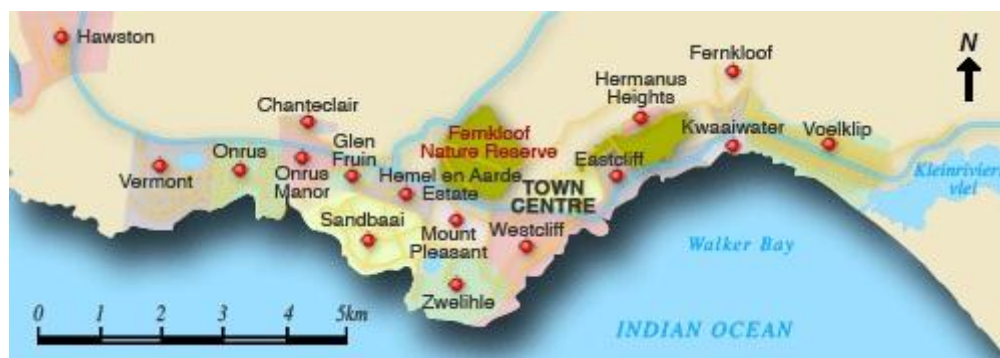 Hawston
N
Fernkloof
Hermanus
Heights
Chanteclair
Fernkloof
Nature Reserve
Kwaaiwater
Voelklip
Onrus
Glen
Fruin
Eastcliff
Vermont
Onrus
Manor
Hemel en Aarde
Estate
TOWN
CENTRE
Kleinriviers
vlei
Sandbaai
Mount
Pleasant
Westcliff
Walker Bay
Zwelihle
0 1 2 3 4 5km
INDIAN OCEAN